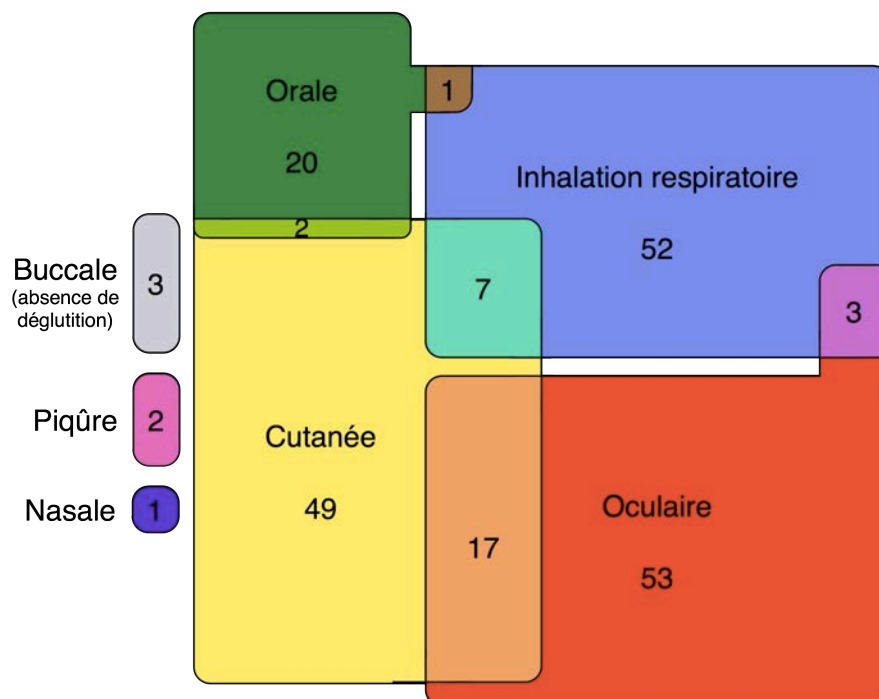 Orale
20
1
Inhalation respiratoire
52
2
7
3
Buccale
(absence de
déglutition)
3
Piqûre
2
Nasale
1
Cutanée
49
17
Oculaire
53